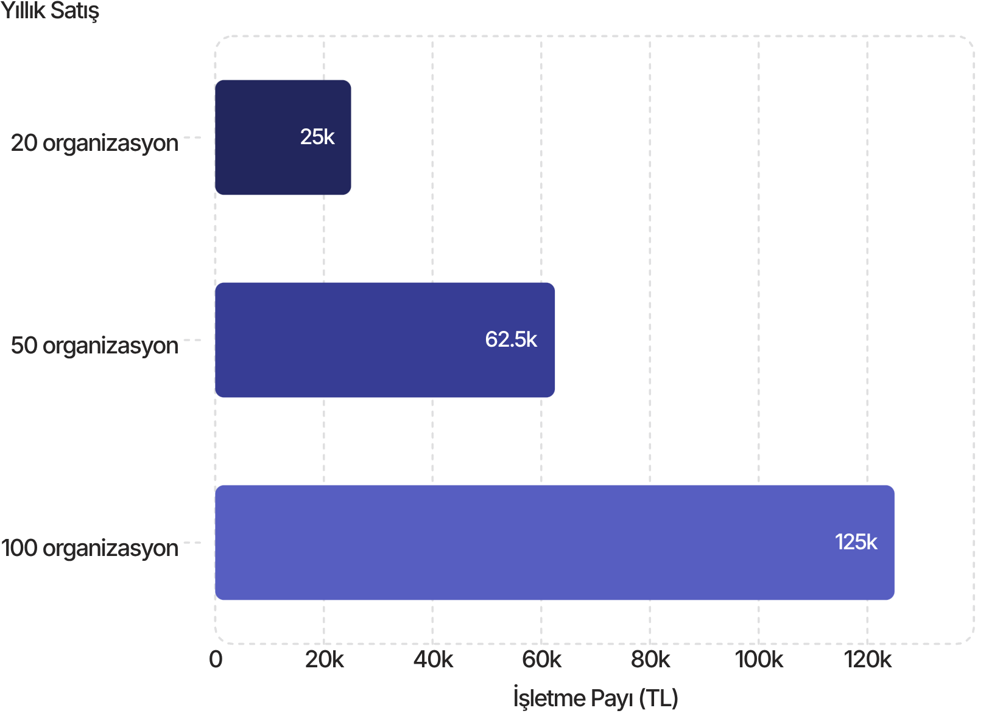 Yıllık Satış
20 organizasyon
25k
50 organizasyon
62.5k
100 organizasyon
125k
0 20k 40k 60k 80k 100k 120k
İşletme Payı (TL)